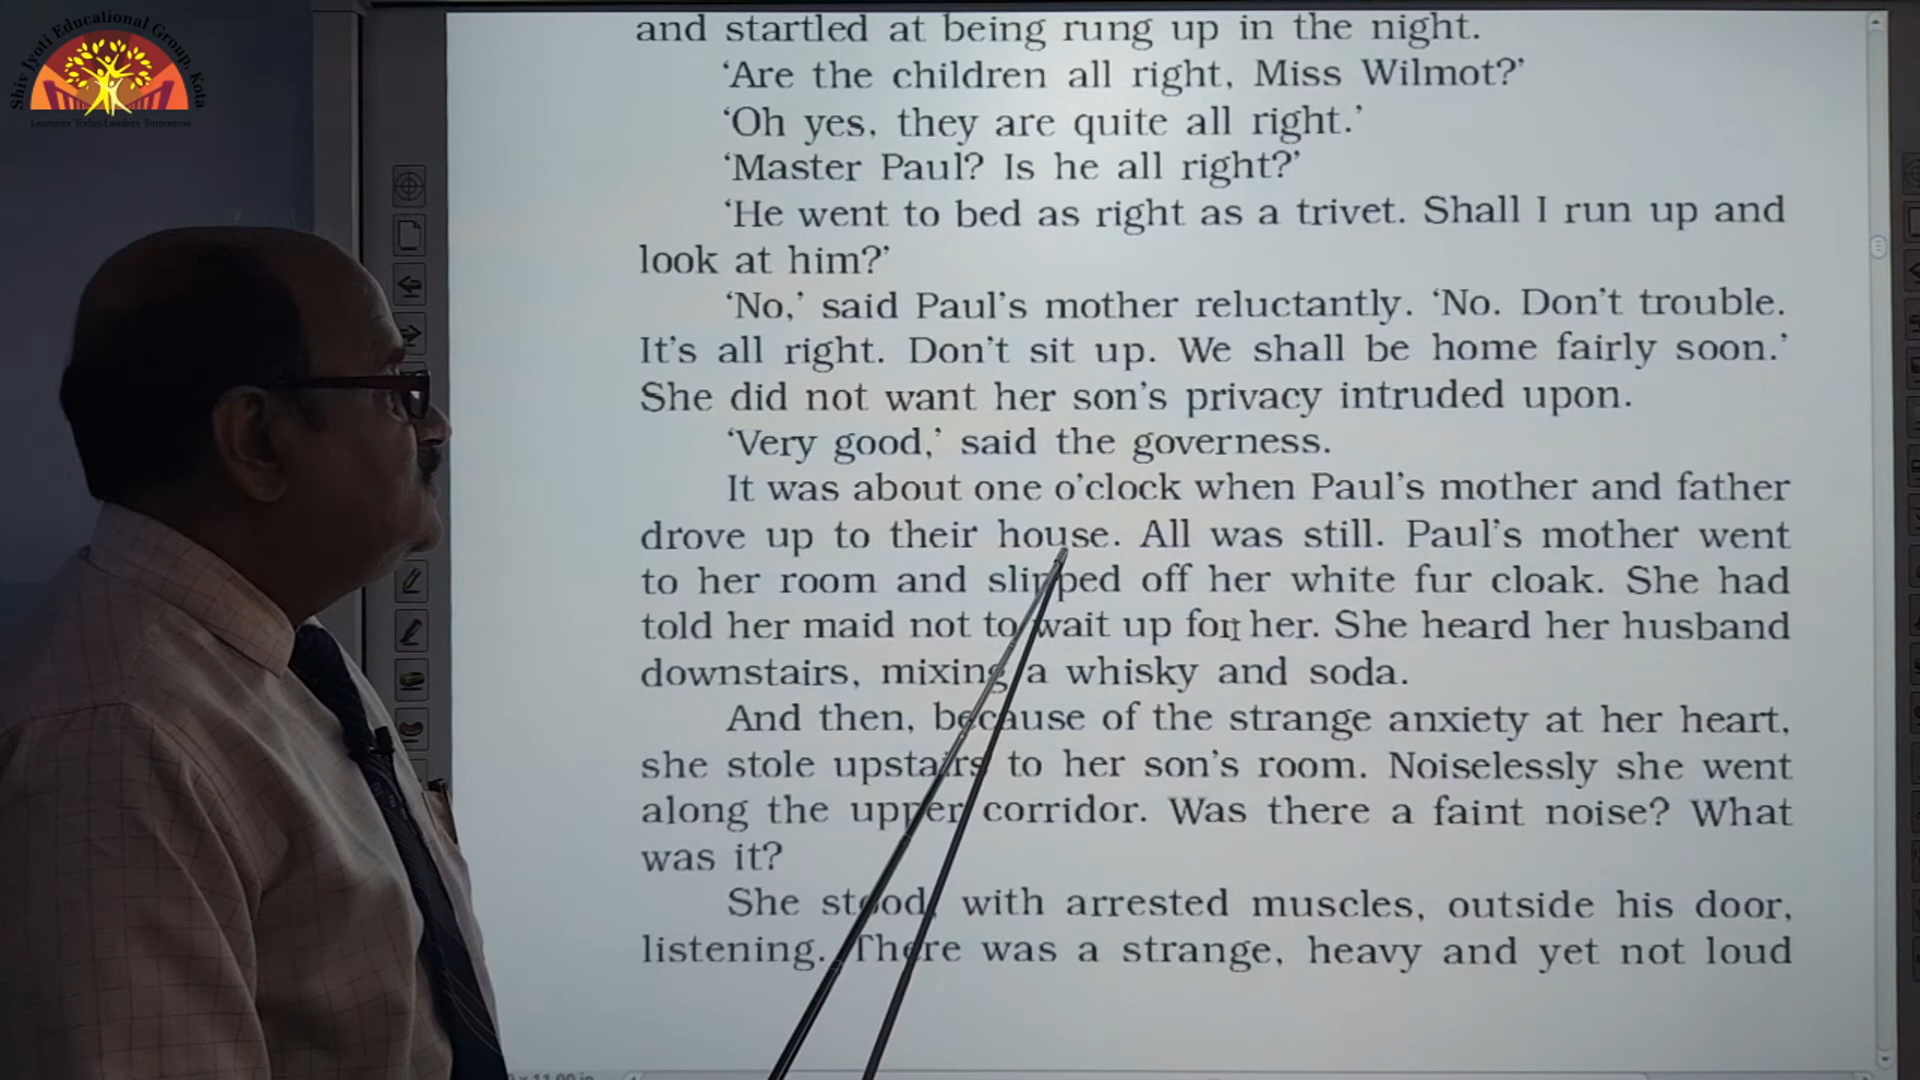 Shiv Jyoti Educational Group, Kota
Learners Today, Leaders Tomorrow
and startled at being rung up in the night.
‘Are the children all right, Miss Wilmot?’
‘Oh yes, they are quite all right.’
‘Master Paul? Is he all right?’
‘He went to bed as right as a trivet. Shall I run up and
look at him?’
‘No,’ said Paul’s mother reluctantly. ‘No. Don’t trouble.
It’s all right. Don’t sit up. We shall be home fairly soon.’
She did not want her son’s privacy intruded upon.
‘Very good,’ said the governess.
It was about one o’clock when Paul’s mother and father
drove up to their house. All was still. Paul’s mother went
to her room and slipped off her white fur cloak. She had
told her maid not to wait up for her. She heard her husband
downstairs, mixing a whisky and soda.
And then, because of the strange anxiety at her heart,
she stole upstairs to her son’s room. Noiselessly she went
along the upper corridor. Was there a faint noise? What
was it?
She stood, with arrested muscles, outside his door,
listening. There was a strange, heavy and yet not loud